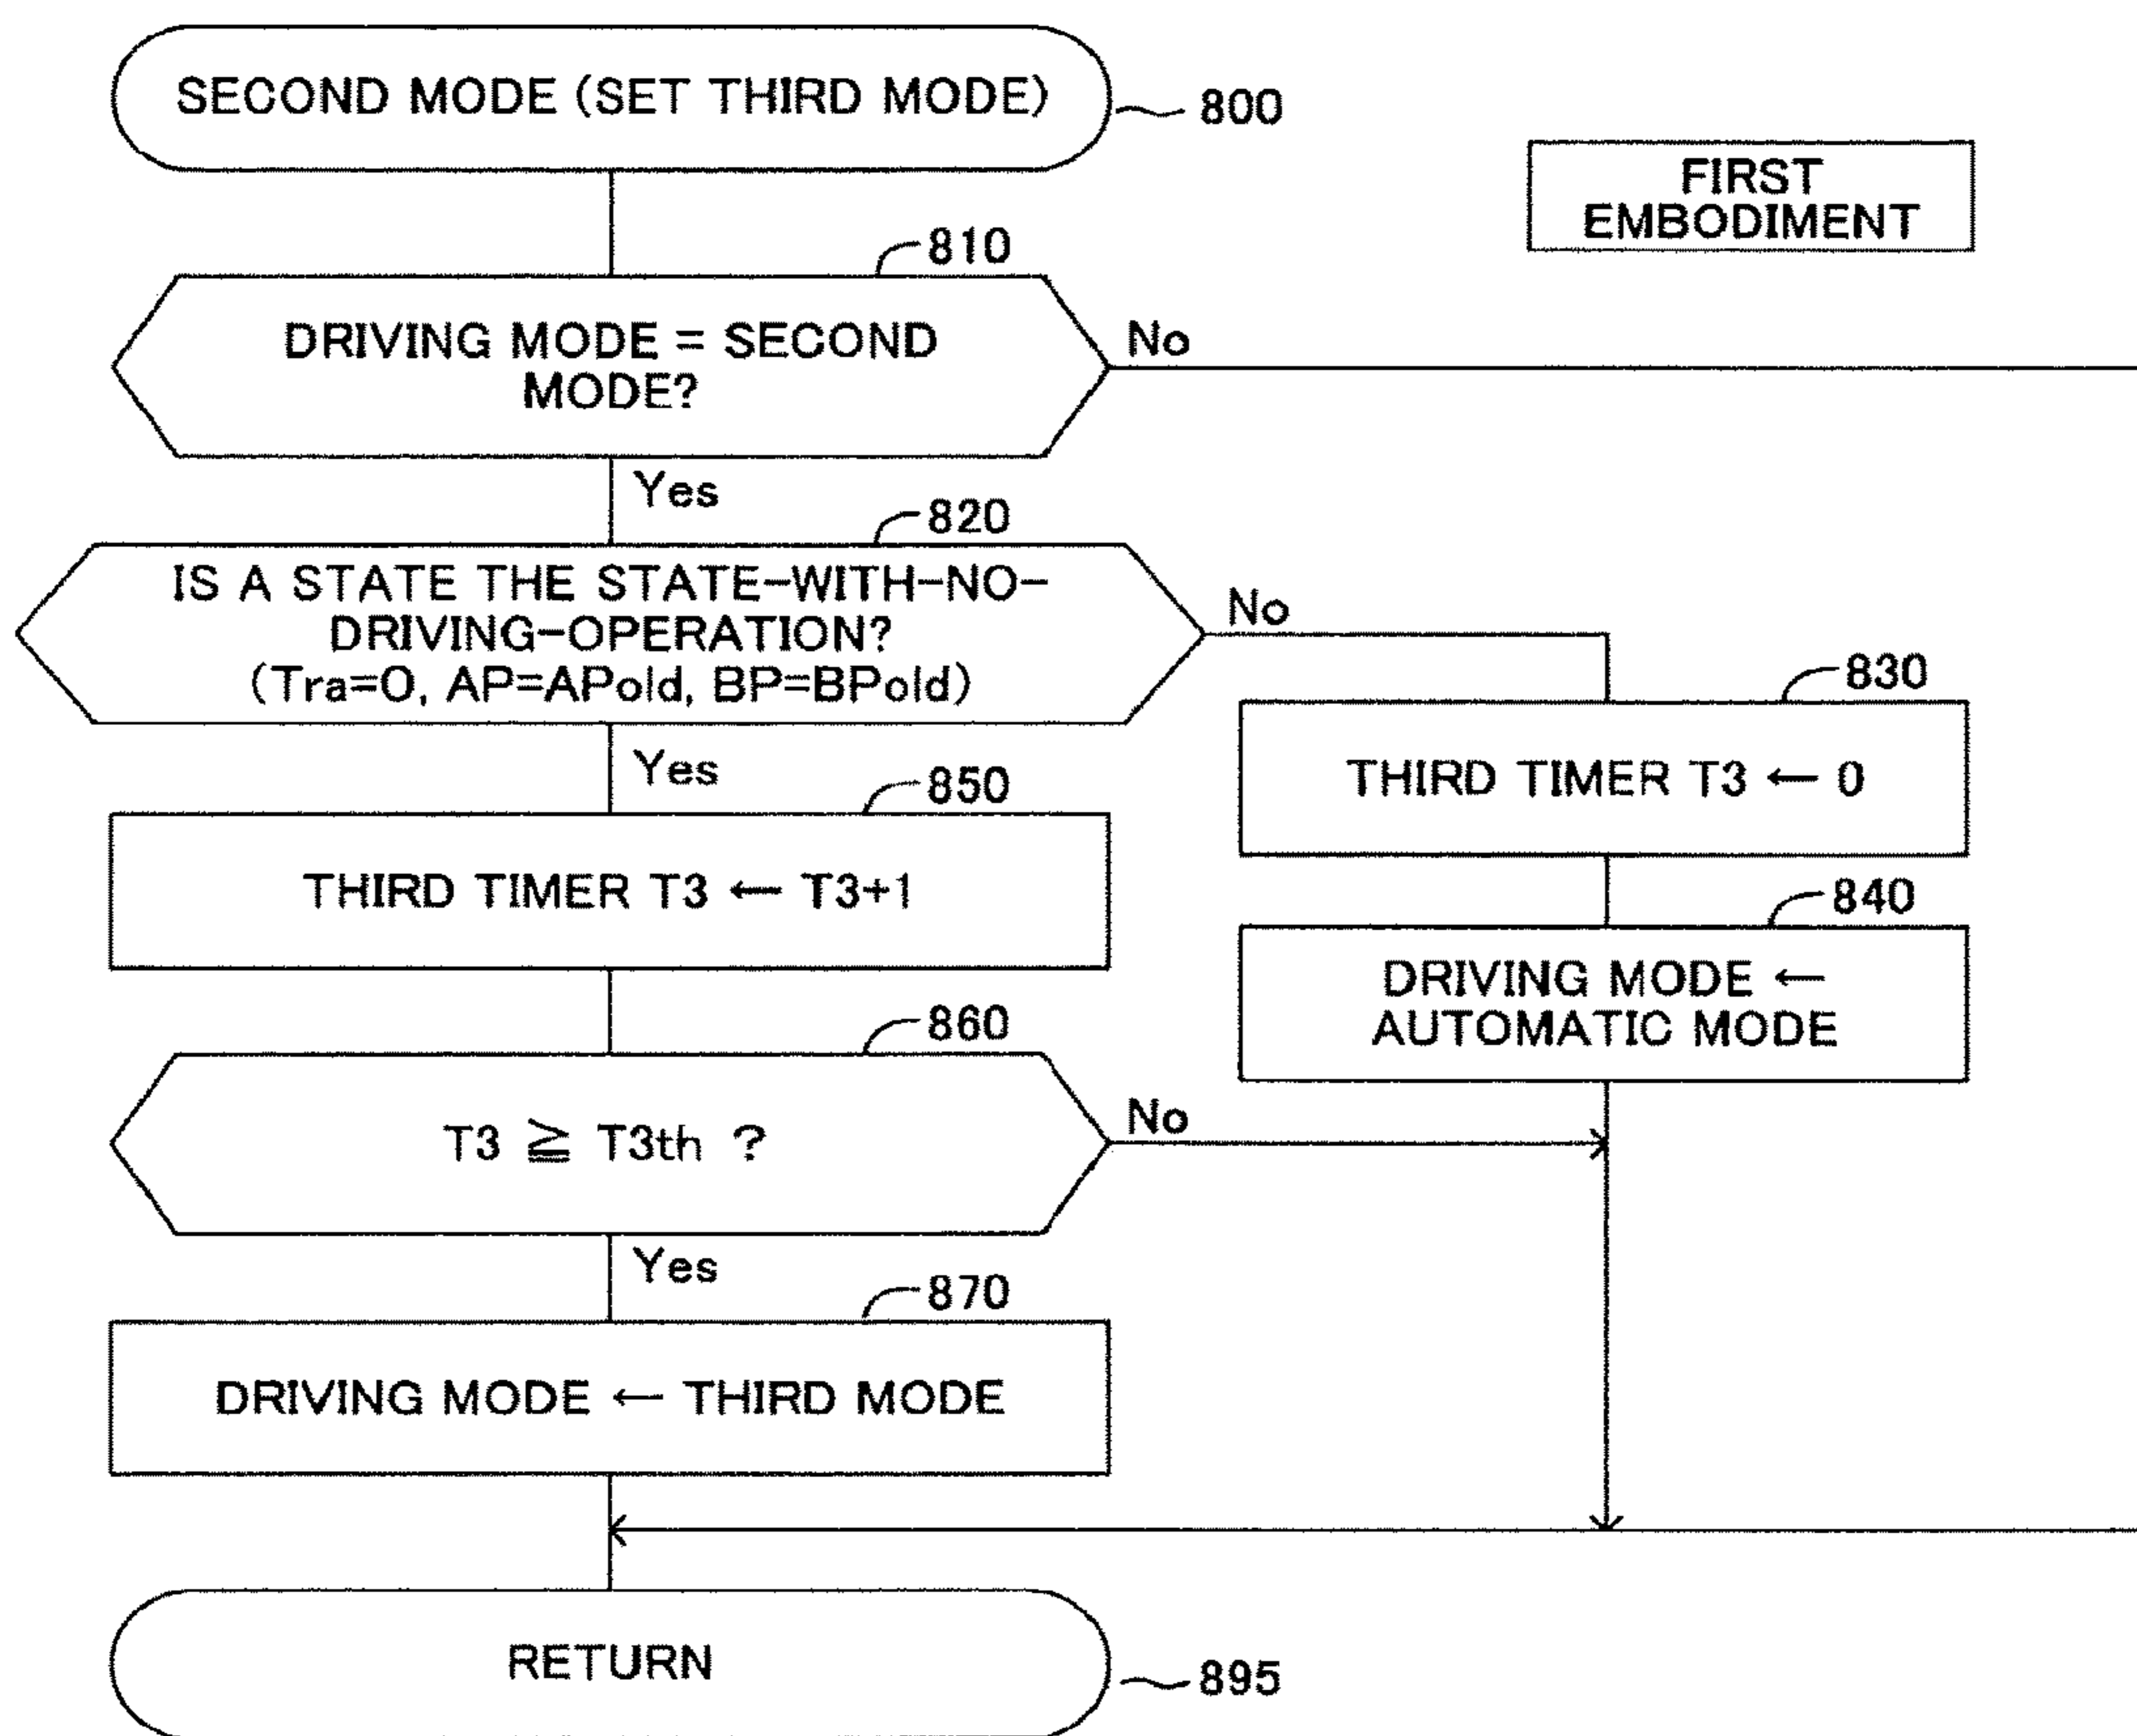 SECOND MODE (SET THIRD MODE)
800
FIRST
EMBODIMENT
810
DRIVING MODE = SECOND
MODE?
No
Yes
820
IS A STATE THE STATE-WITH-NO-
DRIVING-OPERATION?
(Tra=0, AP=APold, BP=BPold)
No
830
THIRD TIMER T3 ← 0
Yes
850
THIRD TIMER T3 ← T3+1
840
DRIVING MODE ←
AUTOMATIC MODE
860
T3 ≧ T3th ?
No
Yes
870
DRIVING MODE ← THIRD MODE
RETURN
895